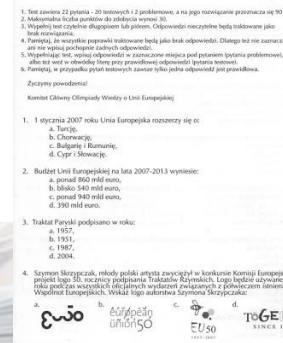 1. Test zawiera 22 pytania - 20 testowych i 2 problemowe, a na jego rozwiązanie przeznacza się 90
2. Maksymalna liczba punktów do zdobycia wynosi 30.
3. Wypełnij test czytelnie długopisem lub piórem. Odpowiedzi nieczytelne będą traktowane jako
brak rozwiązania.
4. Pamiętaj, że wszystkie poprawki traktowane będą jako brak odpowiedzi. Dlatego też nie zaznacz
ani nie wpisuj pochopnie żadnych odpowiedzi.
5. Wypełniając test, wpisuj odpowiedzi w zaznaczone miejsca pod pytaniem (pytania problemowe),
albo też weź w obwódkę literę przy prawidłowej odpowiedzi (pytania testowe).
6. Pamiętaj, w przypadku pytań testowych zawsze tylko jedna odpowiedź jest prawidłowa.
Życzymy powodzenia!
Komitet Główny Olimpiady Wiedzy o Unii Europejskiej
1. 1 stycznia 2007 roku Unia Europejska rozszerzy się o:
a. Turcję,
b. Chorwację,
c. Bułgarię i Rumunię,
d. Cypr i Słowację.
2. Budżet Unii Europejskiej na lata 2007-2013 wyniesie:
a. ponad 860 mld euro,
b. blisko 540 mld euro,
c. ponad 940 mld euro,
d. 390 mld euro.
3. Traktat Paryski podpisano w roku:
a. 1957,
b. 1951,
c. 1987,
d. 2004.
4. Szymon Skrzypczak, młody polski artysta zwyciężył w konkursie Komisji Europejs
projekt logo 50. rocznicy podpisania Traktatów Rzymskich. Logo będzie używane
roku podczas wszystkich oficjalnych wydarzeń związanych z półwieczem istnieni
Wspólnot Europejskich. Wskaż logo autorstwa Szymona Skrzypczaka:
a. b. c. d.
european
union50
EU50
1957-2007
TOGE
SINCE 1